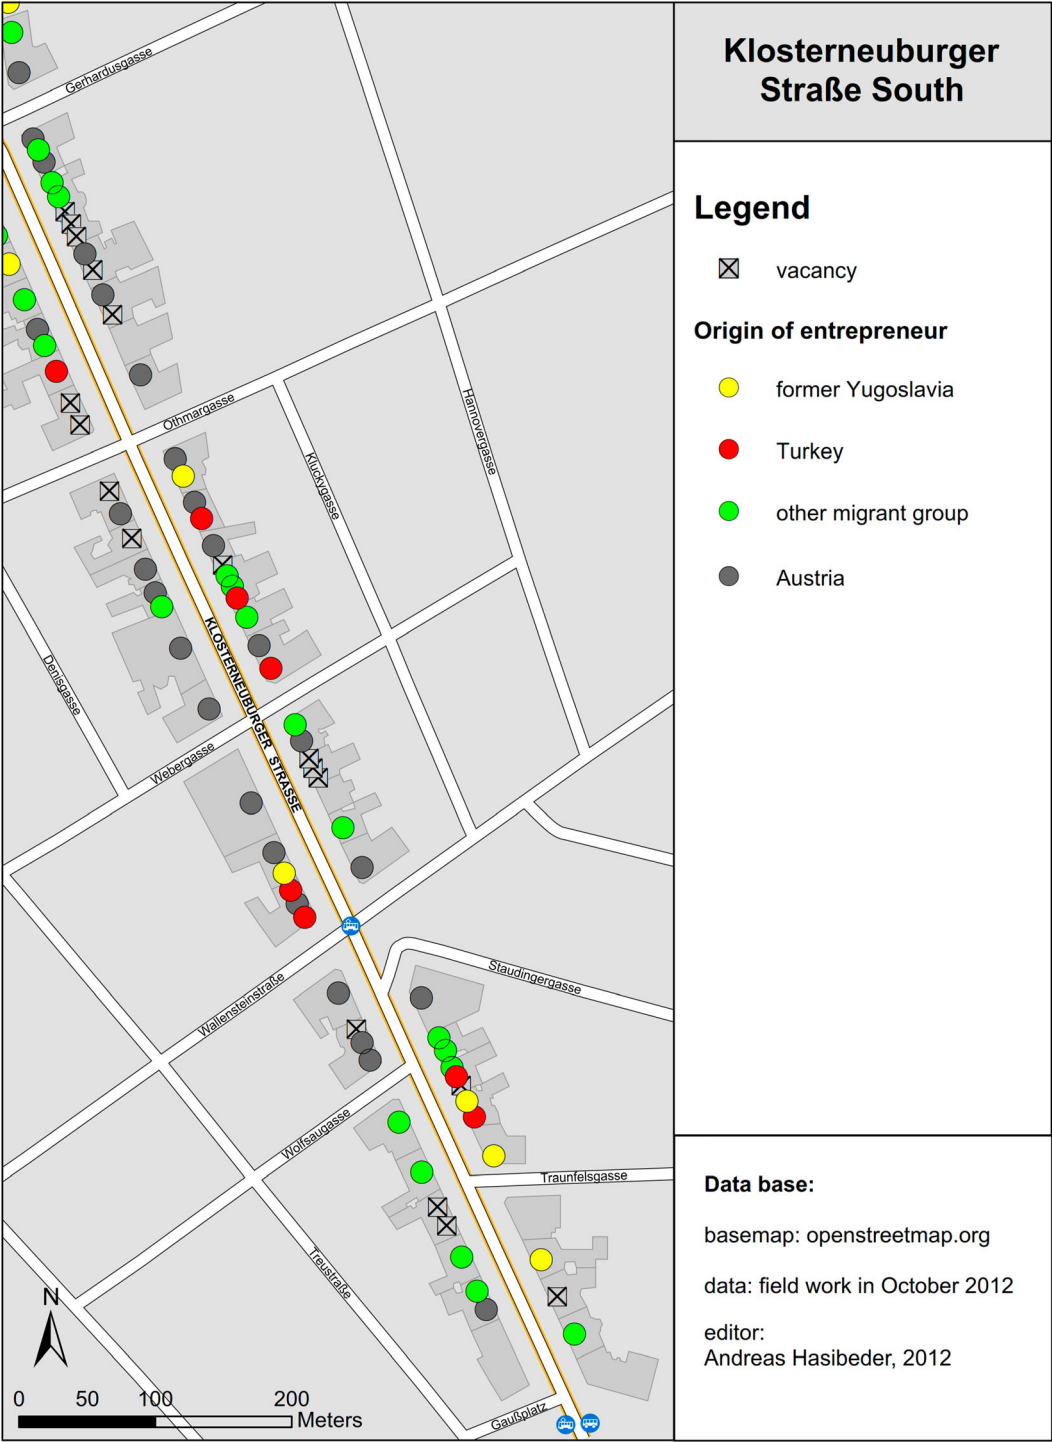 Klosterneuburger
Straße South
Legend
vacancy
Origin of entrepreneur
former Yugoslavia
Turkey
other migrant group
Austria
Data base:
basemap: openstreetmap.org
data: field work in October 2012
editor:
Andreas Hasibeder, 2012
Gerhardusgasse
Othmargasse
Hannovergasse
Kluckygasse
Denisgasse
KLOSTERNEUBURGER STRASSE
Webergasse
Wallensteinstraße
Staudingergasse
Wolfsaugasse
Traunfelsgasse
Treustraße
Gaußplatz
N
0 50 100 200
Meters